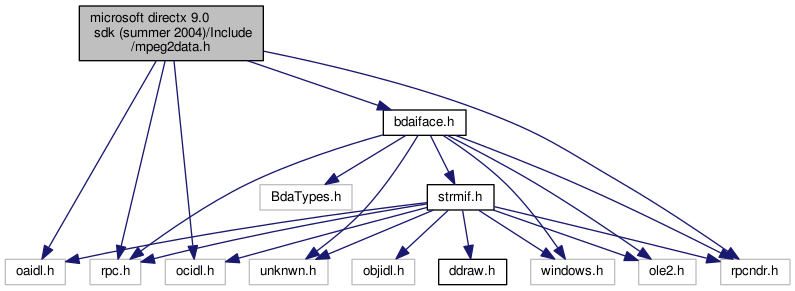 microsoft directx 9.0
sdk (summer 2004)/Include
/mpeg2data.h
bdaiface.h
BdaTypes.h
strmif.h
oaidl.h
rpc.h
ocidl.h
unknwn.h
objidl.h
ddraw.h
windows.h
ole2.h
rpcndr.h